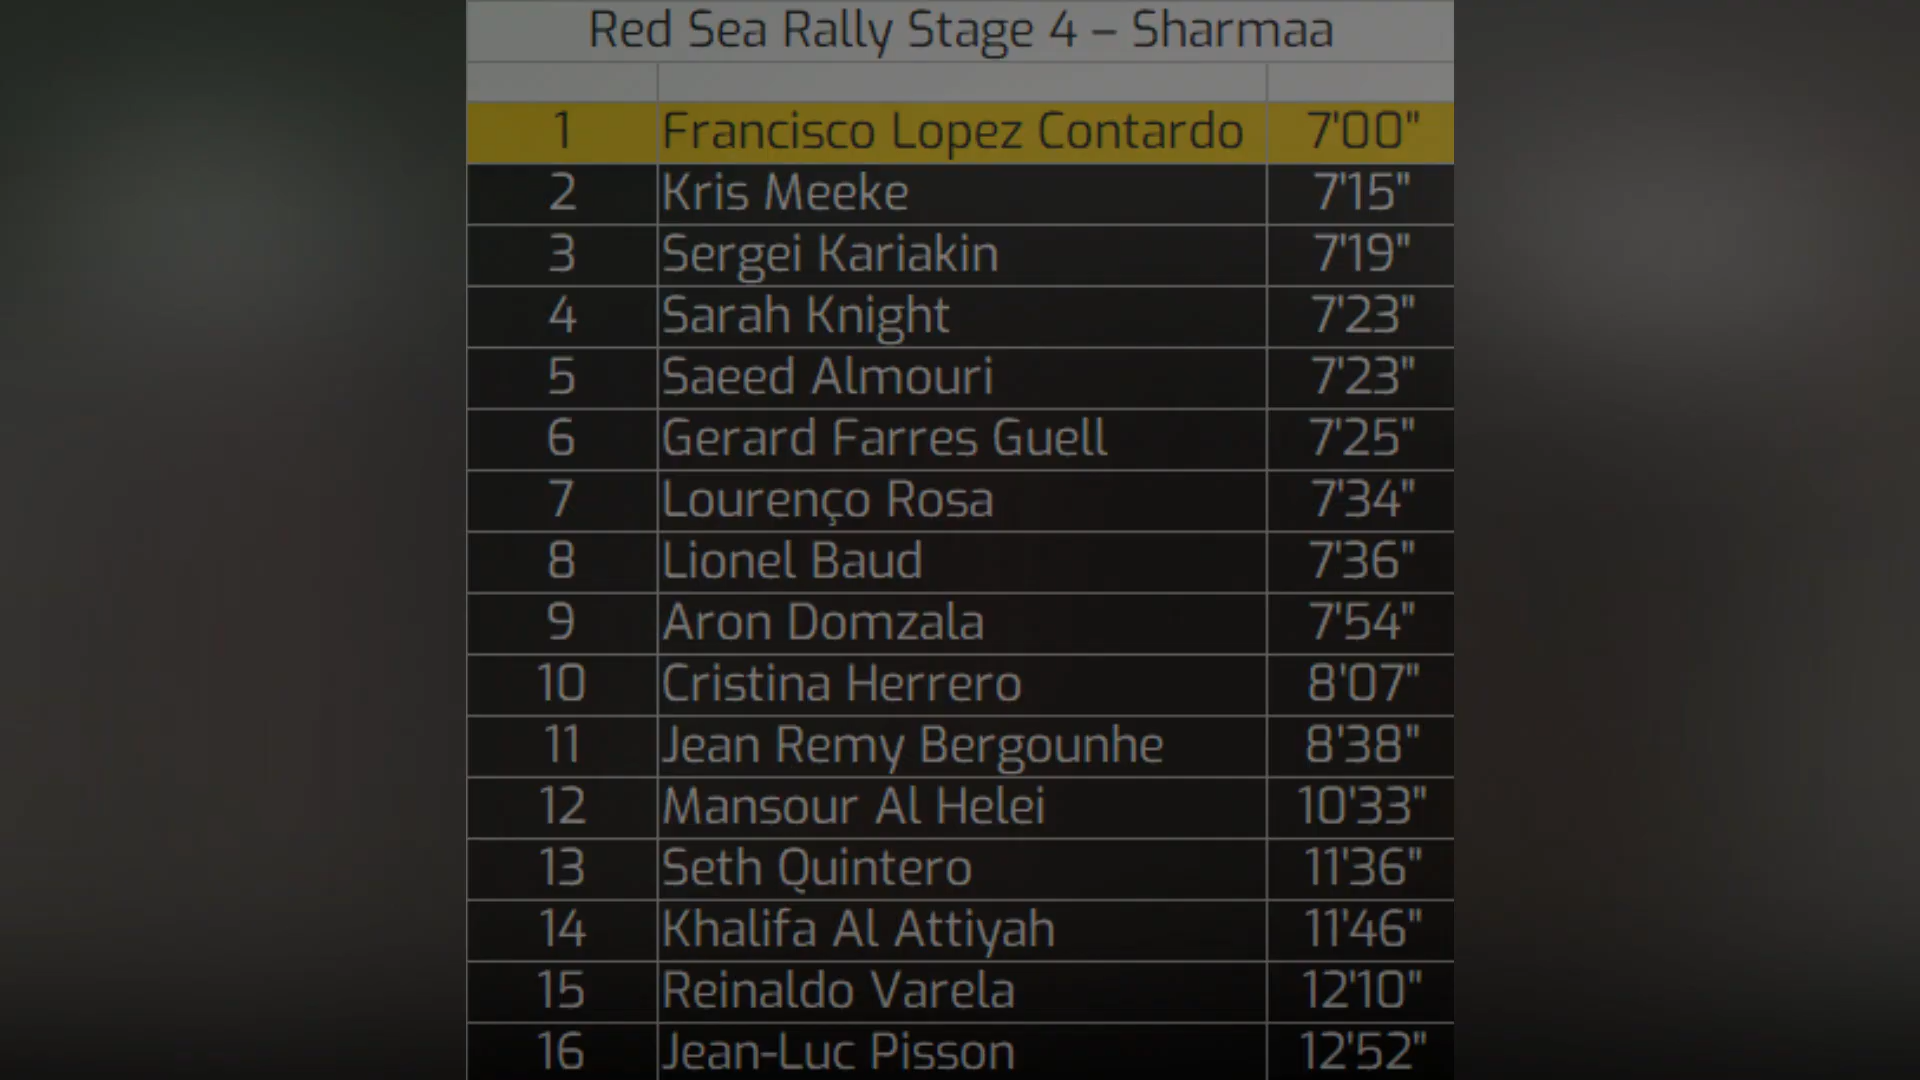 Red Sea Rally Stage 4 – Sharmaa
1 Francisco Lopez Contardo 7'00"
2 Kris Meeke 7'15"
3 Sergei Kariakin 7'19"
4 Sarah Knight 7'23"
5 Saeed Almouri 7'23"
6 Gerard Farres Guell 7'25"
7 Lourenço Rosa 7'34"
8 Lionel Baud 7'36"
9 Aron Domzala 7'54"
10 Cristina Herrero 8'07"
11 Jean Remy Bergounhe 8'38"
12 Mansour Al Helei 10'33"
13 Seth Quintero 11'36"
14 Khalifa Al Attiyah 11'46"
15 Reinaldo Varela 12'10"
16 Jean-Luc Pisson 12'52"